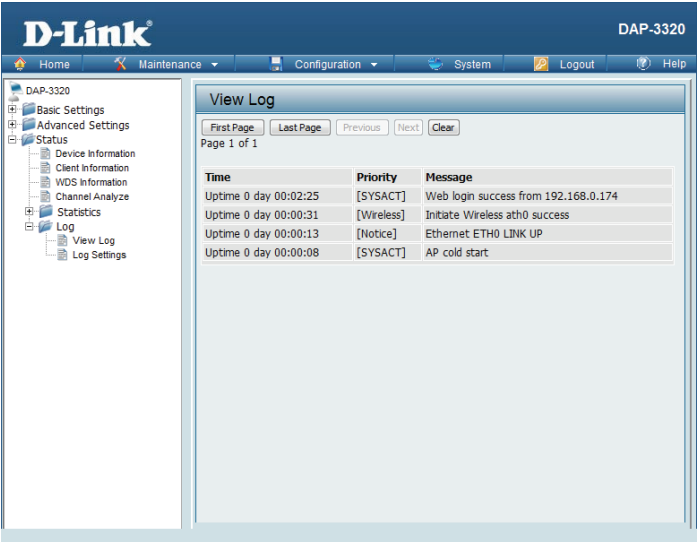 D-Link®
DAP-3320
Home Maintenance Configuration System Logout Help
DAP-3320
Basic Settings
Advanced Settings
Status
Device Information
Client Information
WDS Information
Channel Analyze
Statistics
Log
View Log
Log Settings
View Log
First Page Last Page Previous Next Clear
Page 1 of 1
Time Priority Message
Uptime 0 day 00:02:25 [SYSACT] Web login success from 192.168.0.174
Uptime 0 day 00:00:31 [Wireless] Initiate Wireless ath0 success
Uptime 0 day 00:00:13 [Notice] Ethernet ETH0 LINK UP
Uptime 0 day 00:00:08 [SYSACT] AP cold start